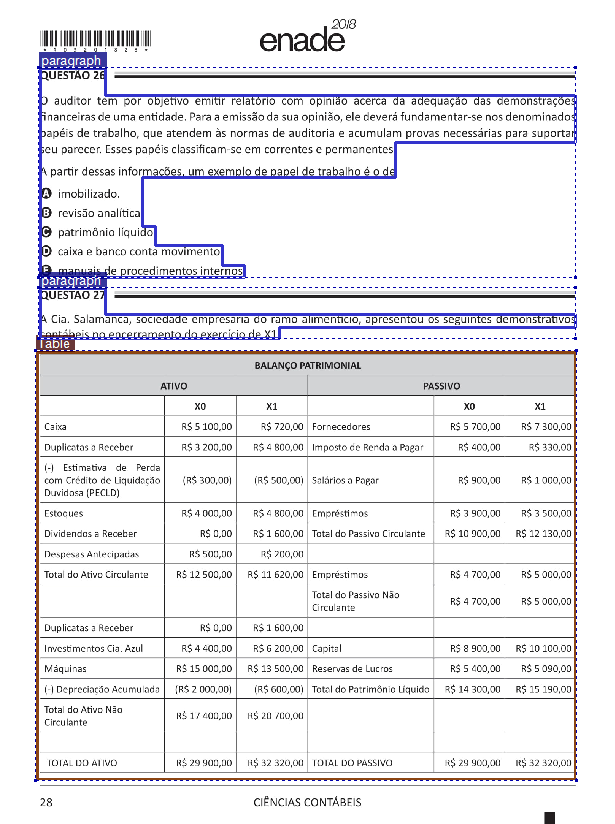 enade 2018
*R0320182B*
paragraph
QUESTÃO 26
O auditor tem por objetivo emitir relatório com opinião acerca da adequação das demonstrações
financeiras de uma entidade. Para a emissão da sua opinião, ele deverá fundamentar-se nos denominados
papéis de trabalho, que atendem às normas de auditoria e acumulam provas necessárias para suportar
seu parecer. Esses papéis classificam-se em correntes e permanentes.
A partir dessas informações, um exemplo de papel de trabalho é o de
A imobilizado.
B revisão analítica.
C patrimônio líquido.
D caixa e banco conta movimento.
E manuais de procedimentos internos.
paragraph
QUESTÃO 27
A Cia. Salamanca, sociedade empresária do ramo alimentício, apresentou os seguintes demonstrativos
contábeis no encerramento do exercício de X1.
Table
BALANÇO PATRIMONIAL
ATIVO PASSIVO
X0 X1 X0 X1
Caixa R$ 5 100,00 R$ 720,00 Fornecedores R$ 5 700,00 R$ 7 300,00
Duplicatas a Receber R$ 3 200,00 R$ 4 800,00 Imposto de Renda a Pagar R$ 400,00 R$ 330,00
(-) Estimativa de Perda
com Crédito de Liquidação (R$ 300,00) (R$ 500,00) Salários a Pagar R$ 900,00 R$ 1 000,00
Duvidosa (PECLD)
Estoques R$ 4 000,00 R$ 4 800,00 Empréstimos R$ 3 900,00 R$ 3 500,00
Dividendos a Receber R$ 0,00 R$ 1 600,00 Total do Passivo Circulante R$ 10 900,00 R$ 12 130,00
Despesas Antecipadas R$ 500,00 R$ 200,00
Total do Ativo Circulante R$ 12 500,00 R$ 11 620,00 Empréstimos R$ 4 700,00 R$ 5 000,00
Total do Passivo Não
Circulante R$ 4 700,00 R$ 5 000,00
Duplicatas a Receber R$ 0,00 R$ 1 600,00
Investimentos Cia. Azul R$ 4 400,00 R$ 6 200,00 Capital R$ 8 900,00 R$ 10 100,00
Máquinas R$ 15 000,00 R$ 13 500,00 Reservas de Lucros R$ 5 400,00 R$ 5 090,00
(-) Depreciação Acumulada (R$ 2 000,00) (R$ 600,00) Total do Patrimônio Líquido R$ 14 300,00 R$ 15 190,00
Total do Ativo Não
Circulante R$ 17 400,00 R$ 20 700,00
TOTAL DO ATIVO R$ 29 900,00 R$ 32 320,00 TOTAL DO PASSIVO R$ 29 900,00 R$ 32 320,00
28 CIÊNCIAS CONTÁBEIS